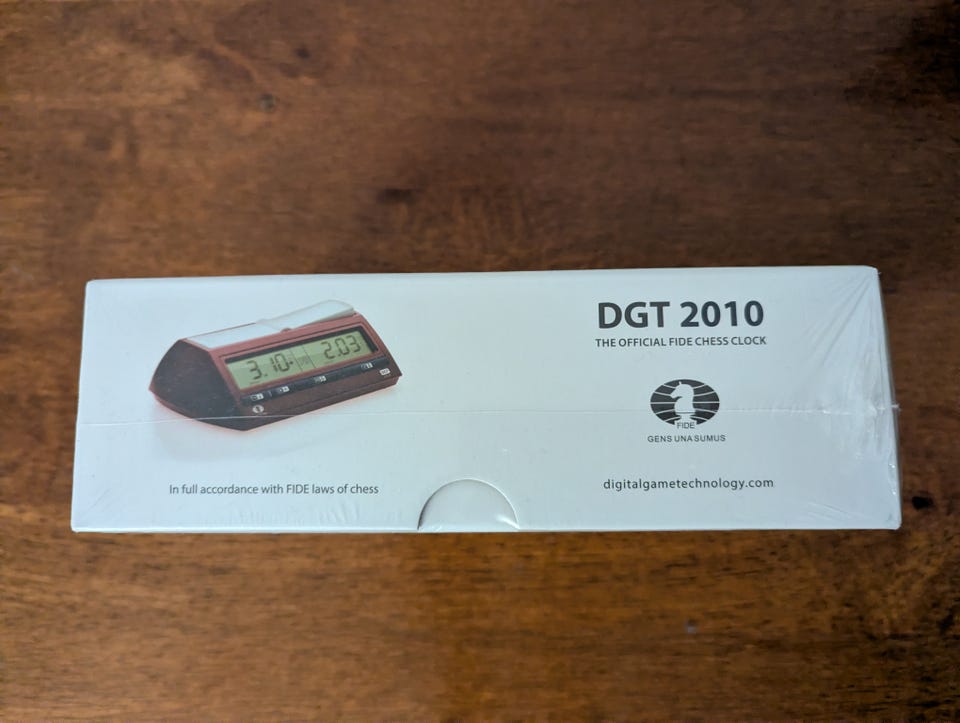 3.10
2.03
DGT 2010
THE OFFICIAL FIDE CHESS CLOCK
FIDE
GENS UNA SUMUS
In full accordance with FIDE laws of chess
digitalgametechnology.com